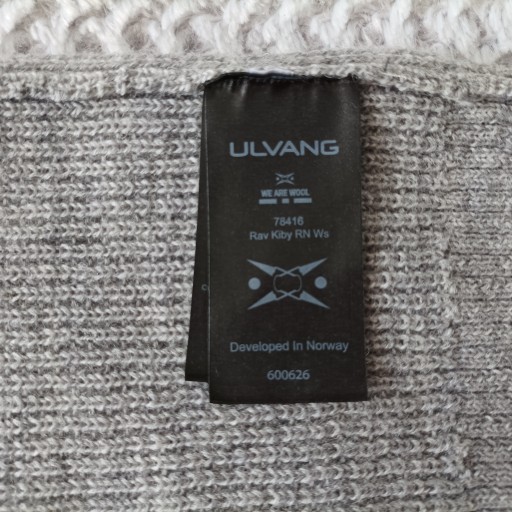 ULVANG
WE ARE WOOL
78416
Rav Kiby RN Ws
Developed In Norway
600626